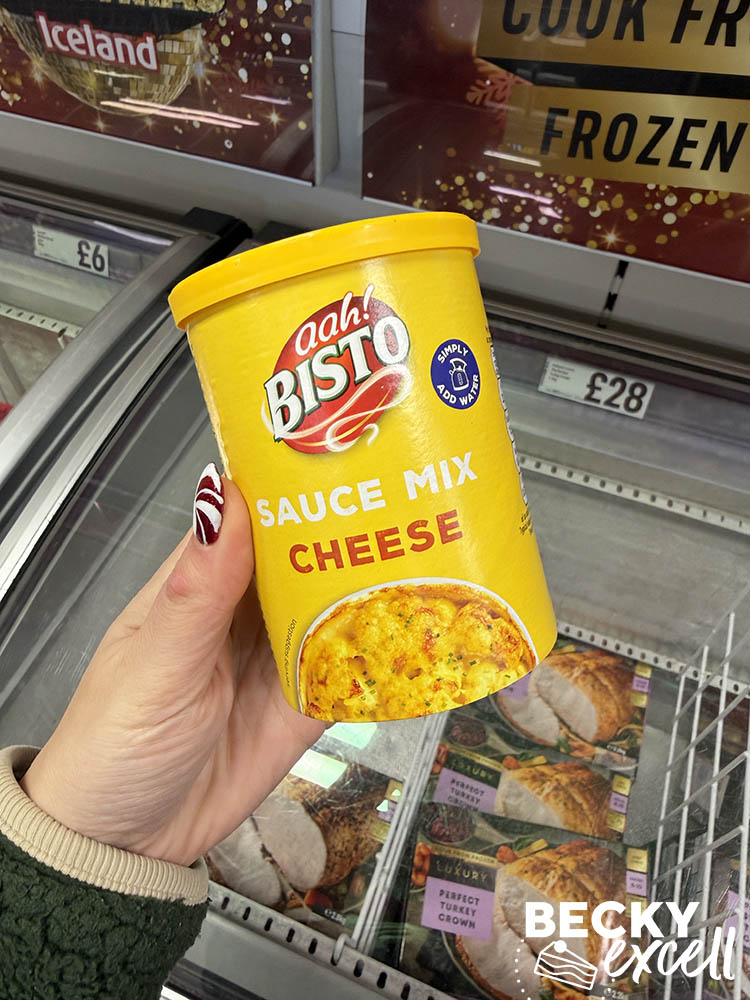 Iceland
COOK FR
FROZEN
£6
£28
aah!
BISTO
SIMPLY
ADD WATER
SAUCE MIX
CHEESE
suggestion
LUXURY
PERFECT
TURKEY
CROWN
LUXURY
PERFECT
TURKEY
CROWN
BECKY
excell